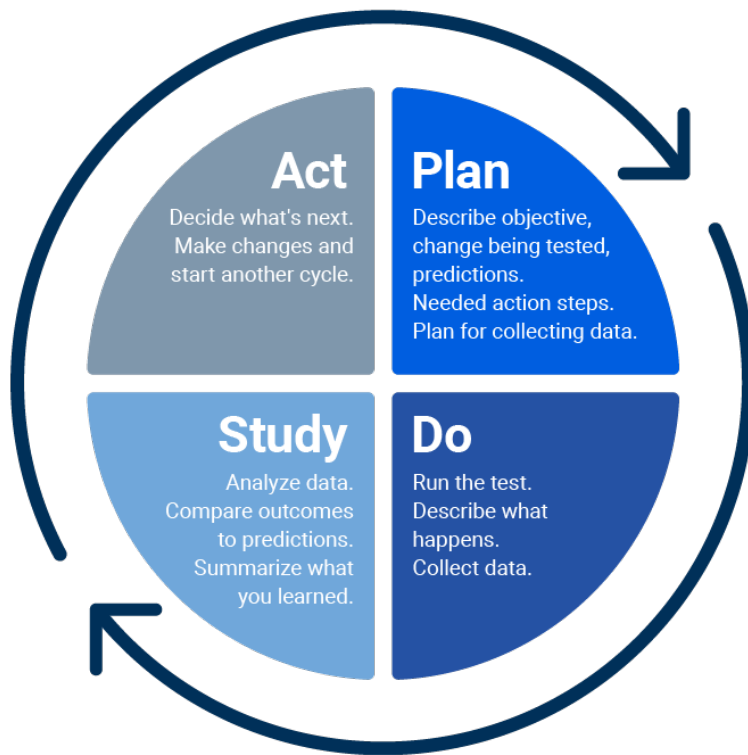 Act
Decide what's next.
Make changes and
start another cycle.
Plan
Describe objective,
change being tested,
predictions.
Needed action steps.
Plan for collecting data.
Study
Analyze data.
Compare outcomes
to predictions.
Summarize what
you learned.
Do
Run the test.
Describe what
happens.
Collect data.